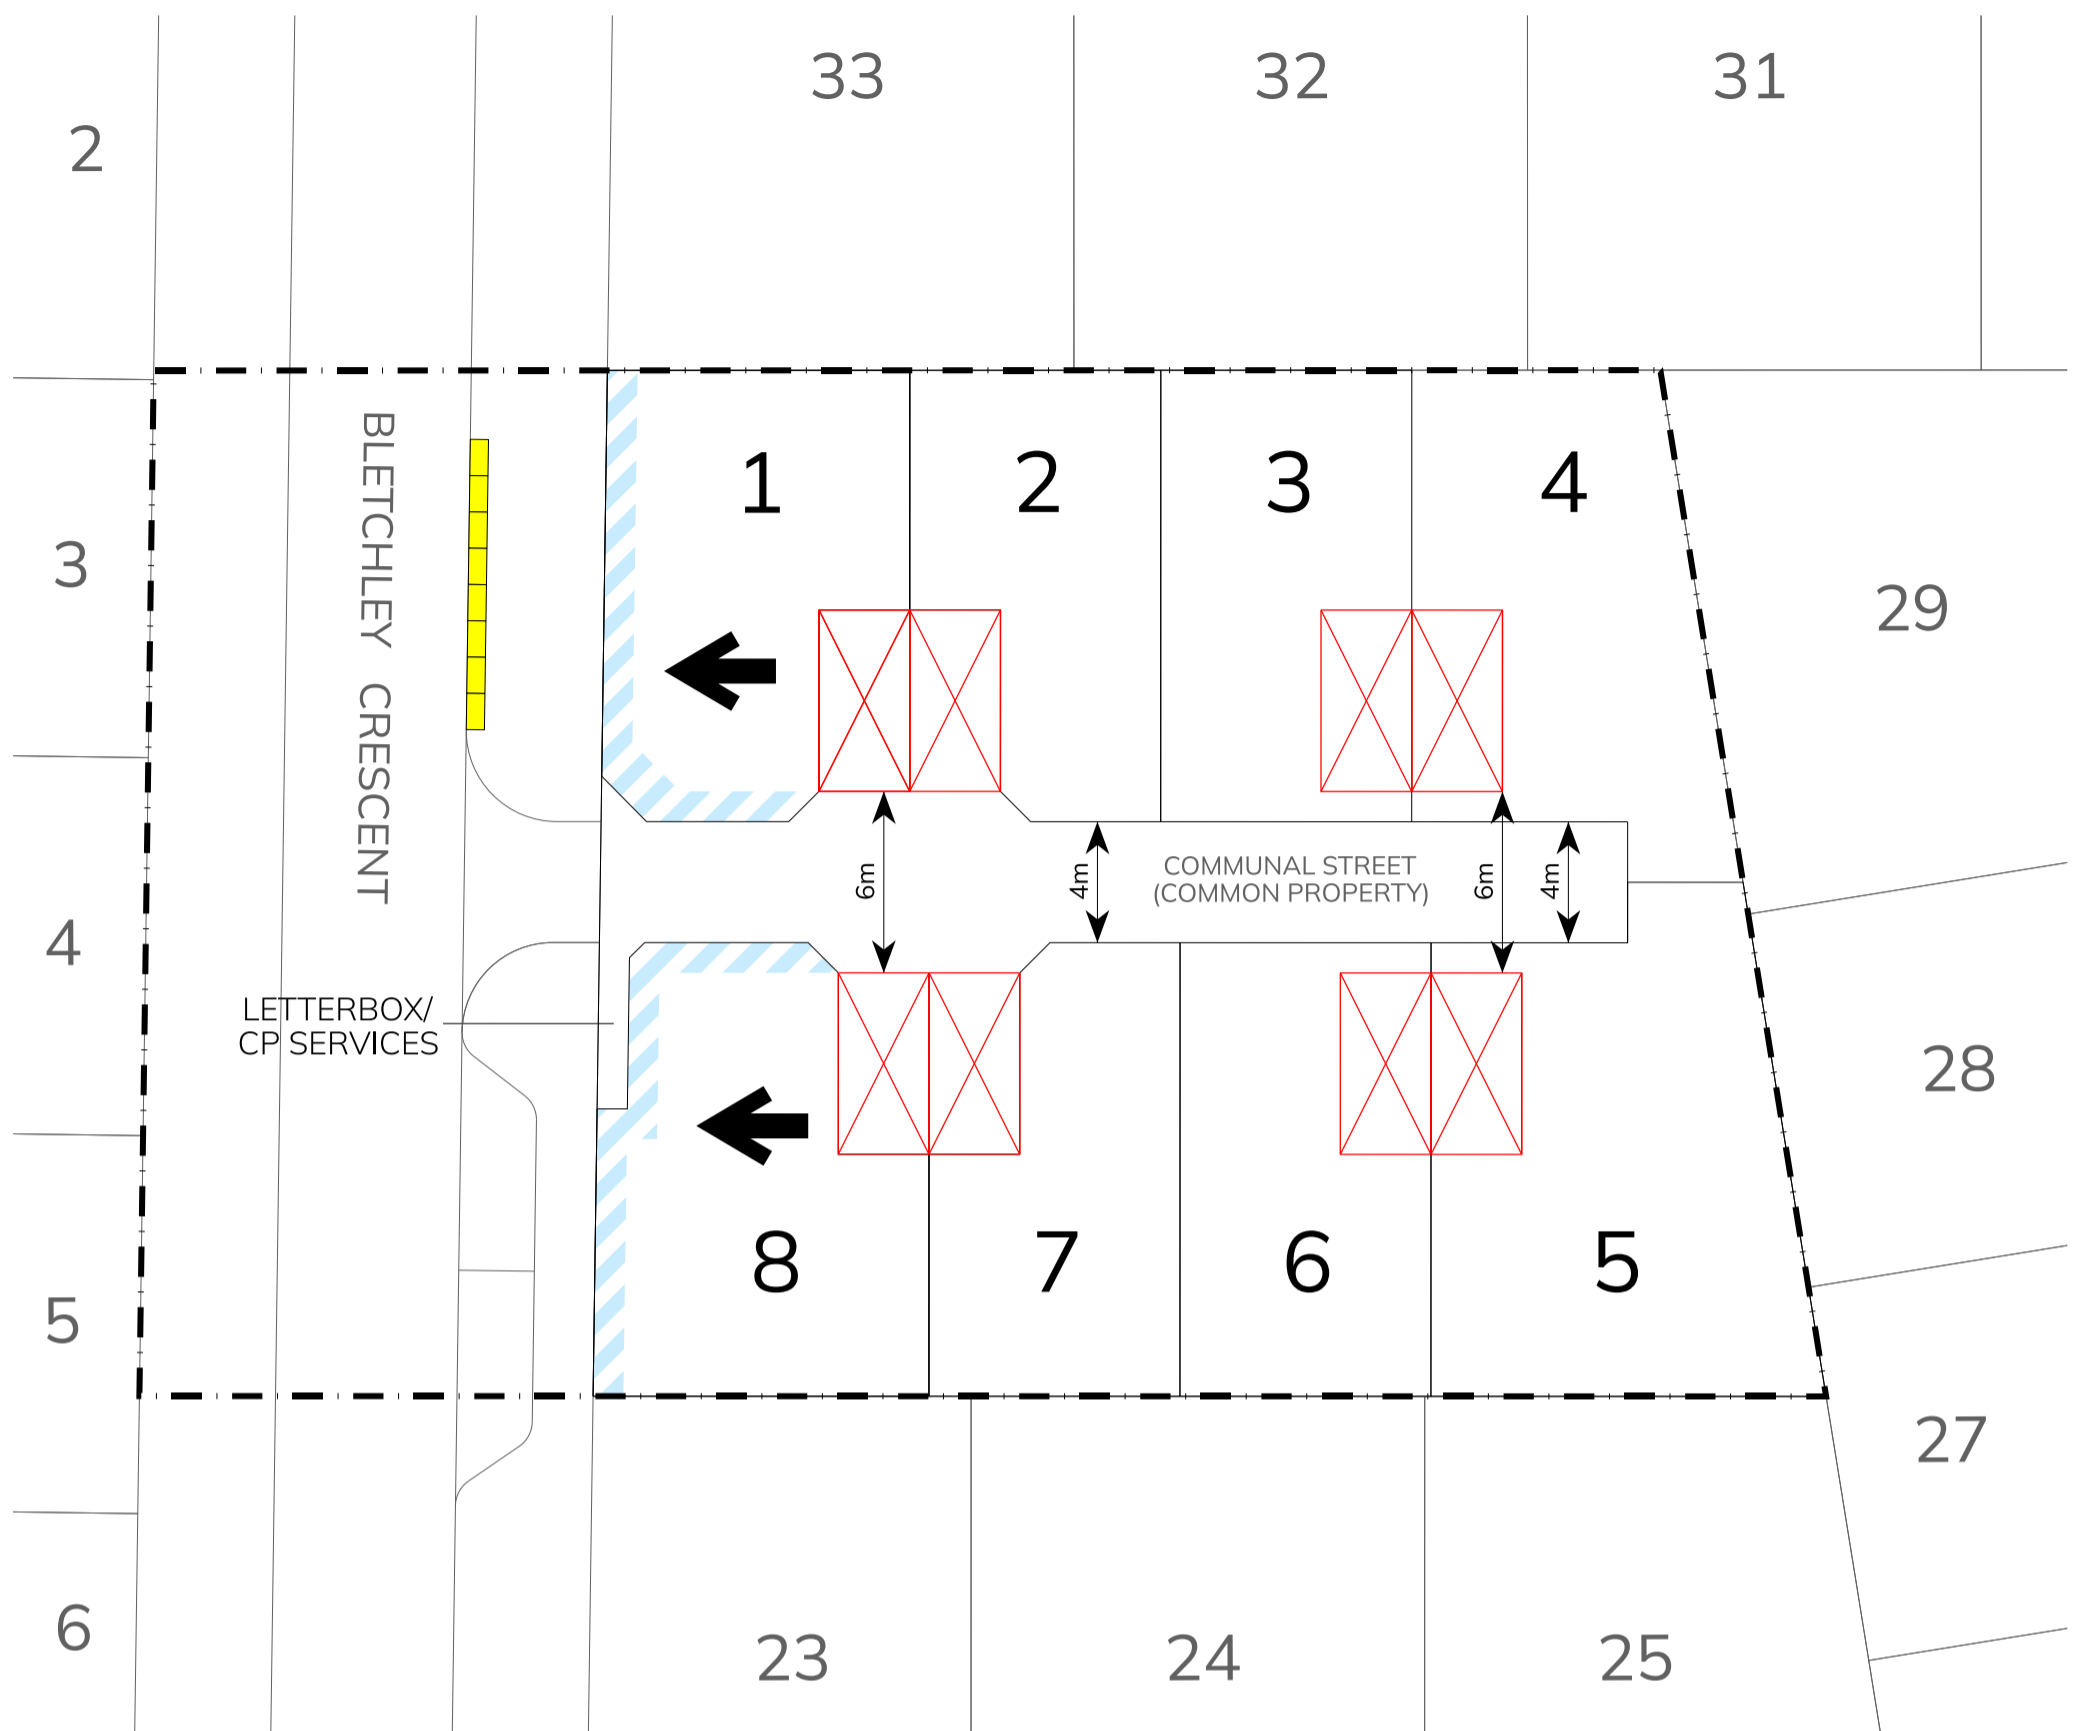 33
32
31
2
1
2
3
4
3
29
BLETCHLEY CRESCENT
6m
4m
COMMUNAL STREET
(COMMON PROPERTY)
6m
4m
4
LETTERBOX/
CP SERVICES
28
8
7
6
5
5
27
6
23
24
25